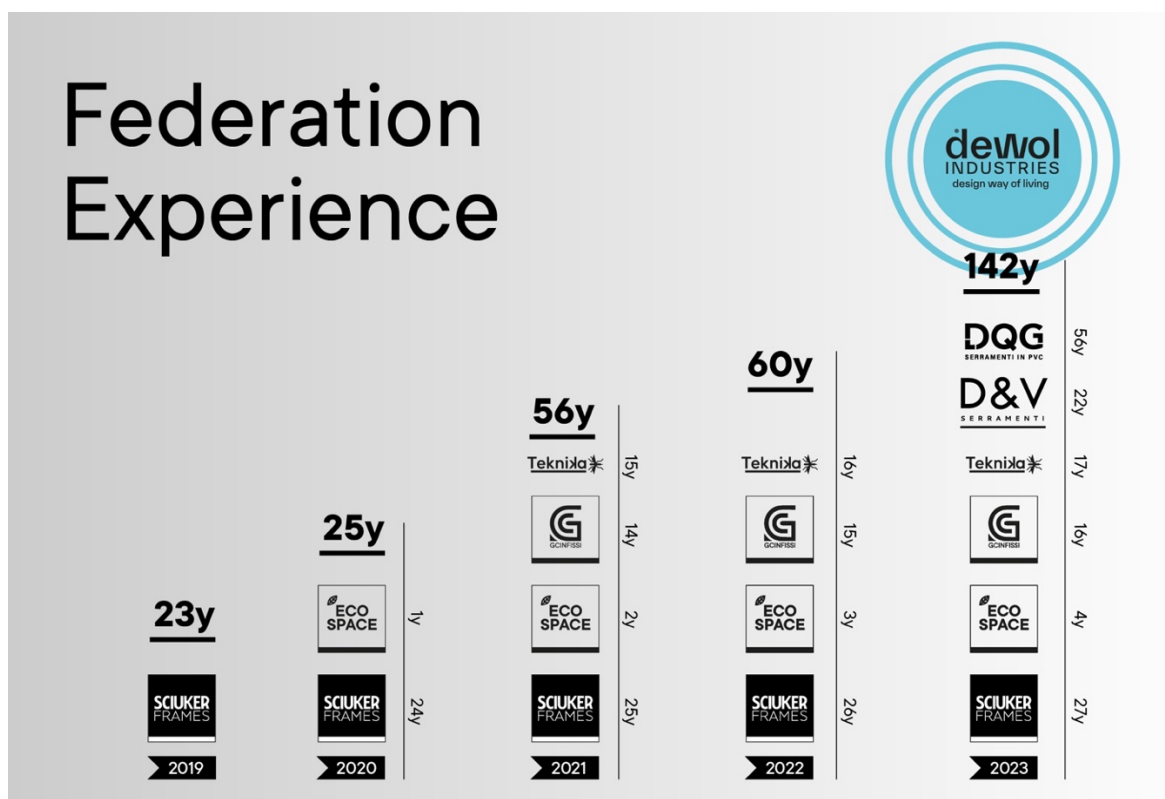 Federation
Experience
dewol
INDUSTRIES
design way of living
23y
SCIUKER
FRAMES
2019
25y
ECO
SPACE
1y
SCIUKER
FRAMES
24y
2020
56y
Teknika
15y
GCINFISSI
14y
ECO
SPACE
2y
SCIUKER
FRAMES
25y
2021
60y
Teknika
16y
GCINFISSI
15y
ECO
SPACE
3y
SCIUKER
FRAMES
26y
2022
142y
DQG
SERRAMENTI IN PVC
56y
D&V
SERRAMENTI
22y
Teknika
17y
GCINFISSI
16y
ECO
SPACE
4y
SCIUKER
FRAMES
27y
2023